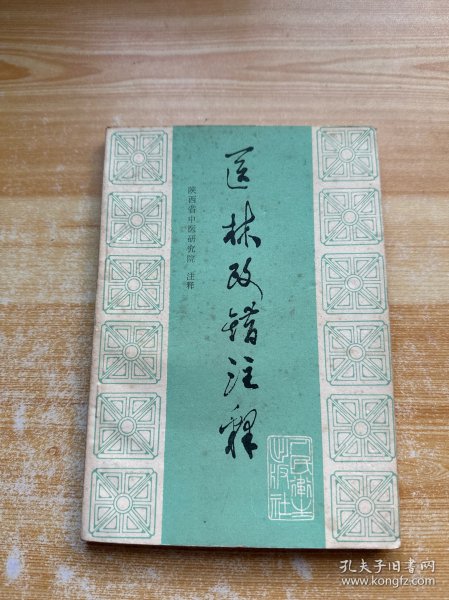 医林改错注释
陕西省中医研究院 注释
人民卫生
出版社
孔夫子旧书网
www.kongfz.com